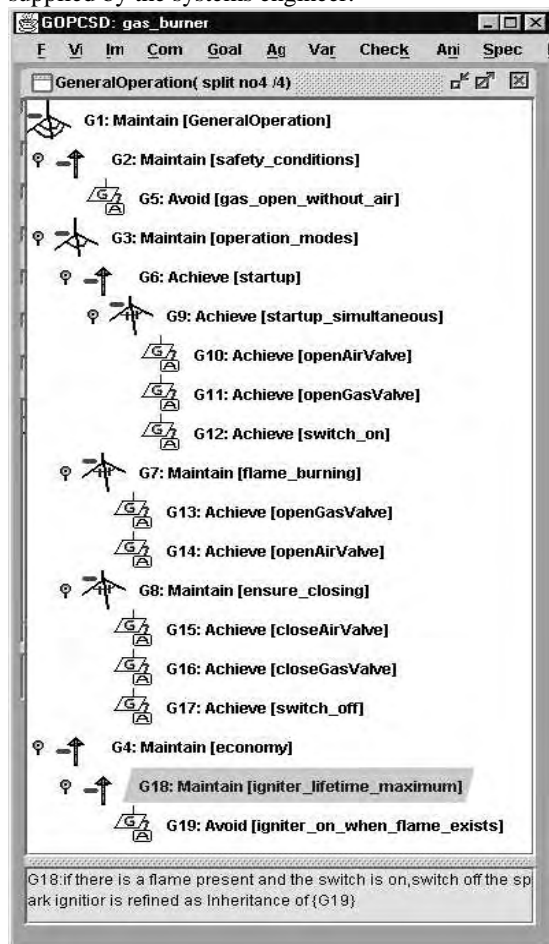 supplied by the systems engineer.
GOPCSD: gas_burner
F Vi Im Com Goal Ag Var Check Ani Spec
GeneralOperation( split no4 /4)
G1: Maintain [GeneralOperation]
G2: Maintain [safety_conditions]
G5: Avoid [gas_open_without_air]
G3: Maintain [operation_modes]
G6: Achieve [startup]
G9: Achieve [startup_simultaneous]
G10: Achieve [openAirValve]
G11: Achieve [openGasValve]
G12: Achieve [switch_on]
G7: Maintain [flame_burning]
G13: Achieve [openGasValve]
G14: Achieve [openAirValve]
G8: Maintain [ensure_closing]
G15: Achieve [closeAirValve]
G16: Achieve [closeGasValve]
G17: Achieve [switch_off]
G4: Maintain [economy]
G18: Maintain [igniter_lifetime_maximum]
G19: Avoid [igniter_on_when_flame_exists]
G18:if there is a flame present and the switch is on,switch off the sp
ark ignitior is refined as Inheritance of {G19}